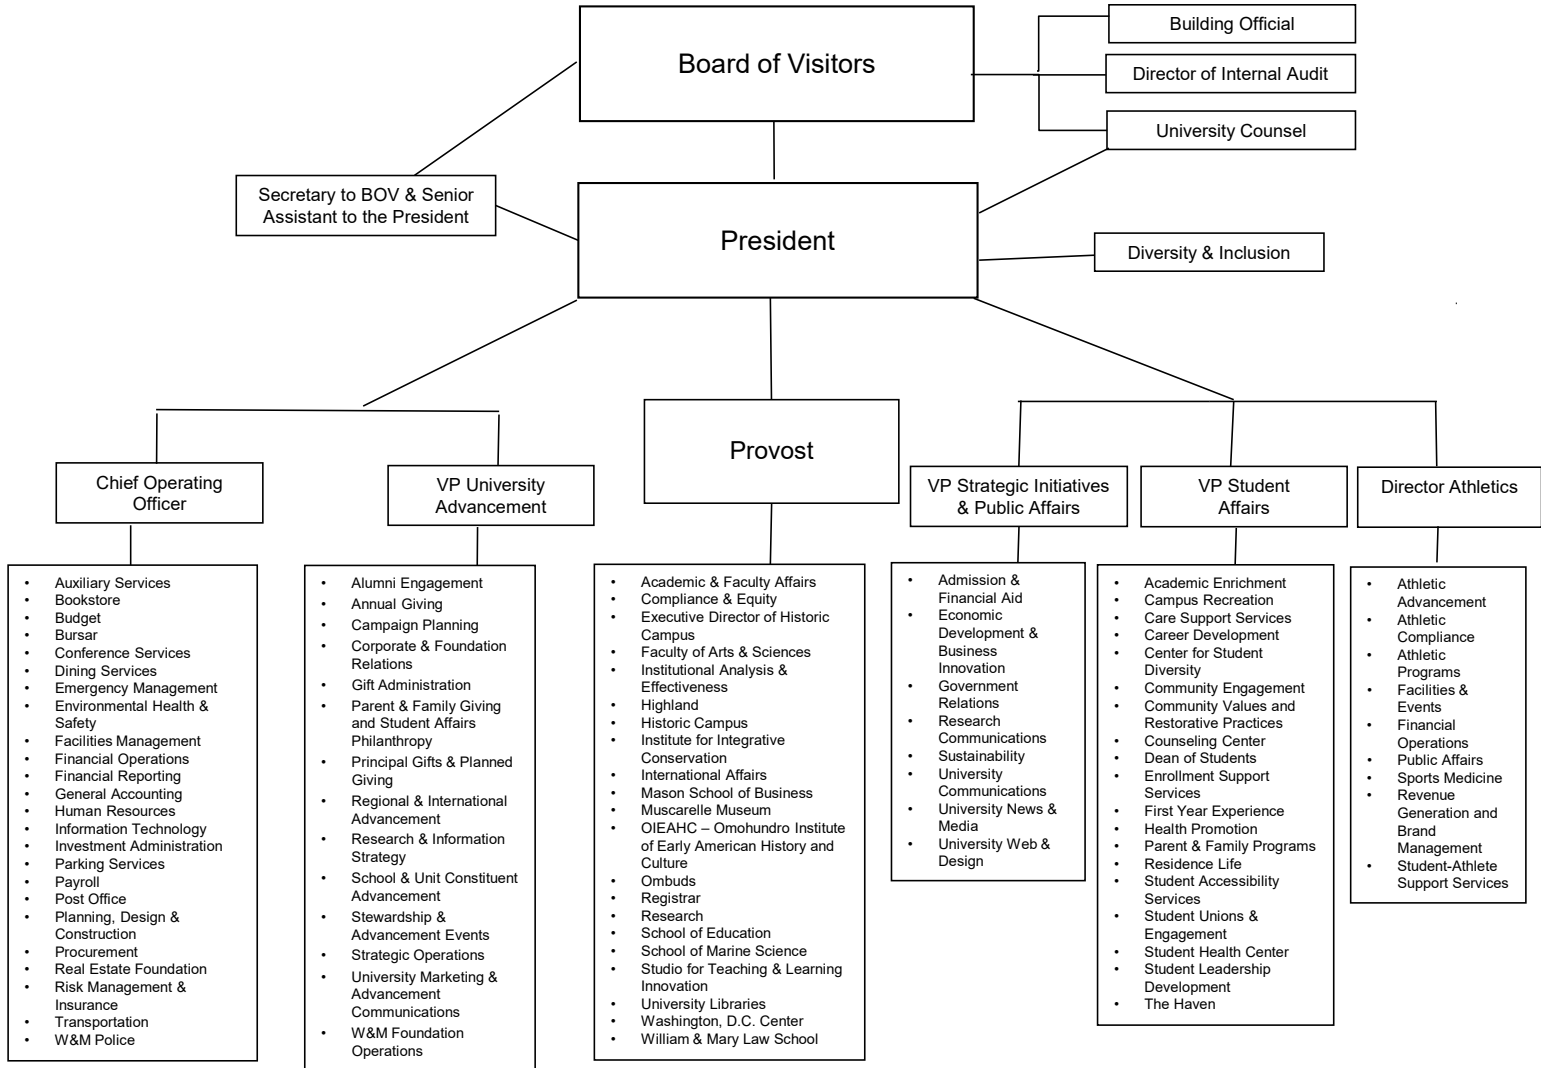 Board of Visitors
Building Official
Director of Internal Audit
University Counsel
Secretary to BOV & Senior
Assistant to the President
President
Diversity & Inclusion
Chief Operating
Officer
VP University
Advancement
Provost
VP Strategic Initiatives
& Public Affairs
VP Student
Affairs
Director Athletics
• Auxiliary Services
• Bookstore
• Budget
• Bursar
• Conference Services
• Dining Services
• Emergency Management
• Environmental Health &
Safety
• Facilities Management
• Financial Operations
• Financial Reporting
• General Accounting
• Human Resources
• Information Technology
• Investment Administration
• Parking Services
• Payroll
• Post Office
• Planning, Design &
Construction
• Procurement
• Real Estate Foundation
• Risk Management &
Insurance
• Transportation
• W&M Police
• Alumni Engagement
• Annual Giving
• Campaign Planning
• Corporate & Foundation
Relations
• Gift Administration
• Parent & Family Giving
and Student Affairs
Philanthropy
• Principal Gifts & Planned
Giving
• Regional & International
Advancement
• Research & Information
Strategy
• School & Unit Constituent
Advancement
• Stewardship &
Advancement Events
• Strategic Operations
• University Marketing &
Advancement
Communications
• W&M Foundation
Operations
• Academic & Faculty Affairs
• Compliance & Equity
• Executive Director of Historic
Campus
• Faculty of Arts & Sciences
• Institutional Analysis &
Effectiveness
• Highland
• Historic Campus
• Institute for Integrative
Conservation
• International Affairs
• Mason School of Business
• Muscarelle Museum
• OIEAHC – Omohundro Institute
of Early American History and
Culture
• Ombuds
• Registrar
• Research
• School of Education
• School of Marine Science
• Studio for Teaching & Learning
Innovation
• University Libraries
• Washington, D.C. Center
• William & Mary Law School
• Admission &
Financial Aid
• Economic
Development &
Business
Innovation
• Government
Relations
• Research
Communications
• Sustainability
• University
Communications
• University News &
Media
• University Web &
Design
• Academic Enrichment
• Campus Recreation
• Care Support Services
• Career Development
• Center for Student
Diversity
• Community Engagement
• Community Values and
Restorative Practices
• Counseling Center
• Dean of Students
• Enrollment Support
Services
• First Year Experience
• Health Promotion
• Parent & Family Programs
• Residence Life
• Student Accessibility
Services
• Student Unions &
Engagement
• Student Health Center
• Student Leadership
Development
• The Haven
• Athletic
Advancement
• Athletic
Compliance
• Athletic
Programs
• Facilities &
Events
• Financial
Operations
• Public Affairs
• Sports Medicine
• Revenue
Generation and
Brand
Management
• Student-Athlete
Support Services